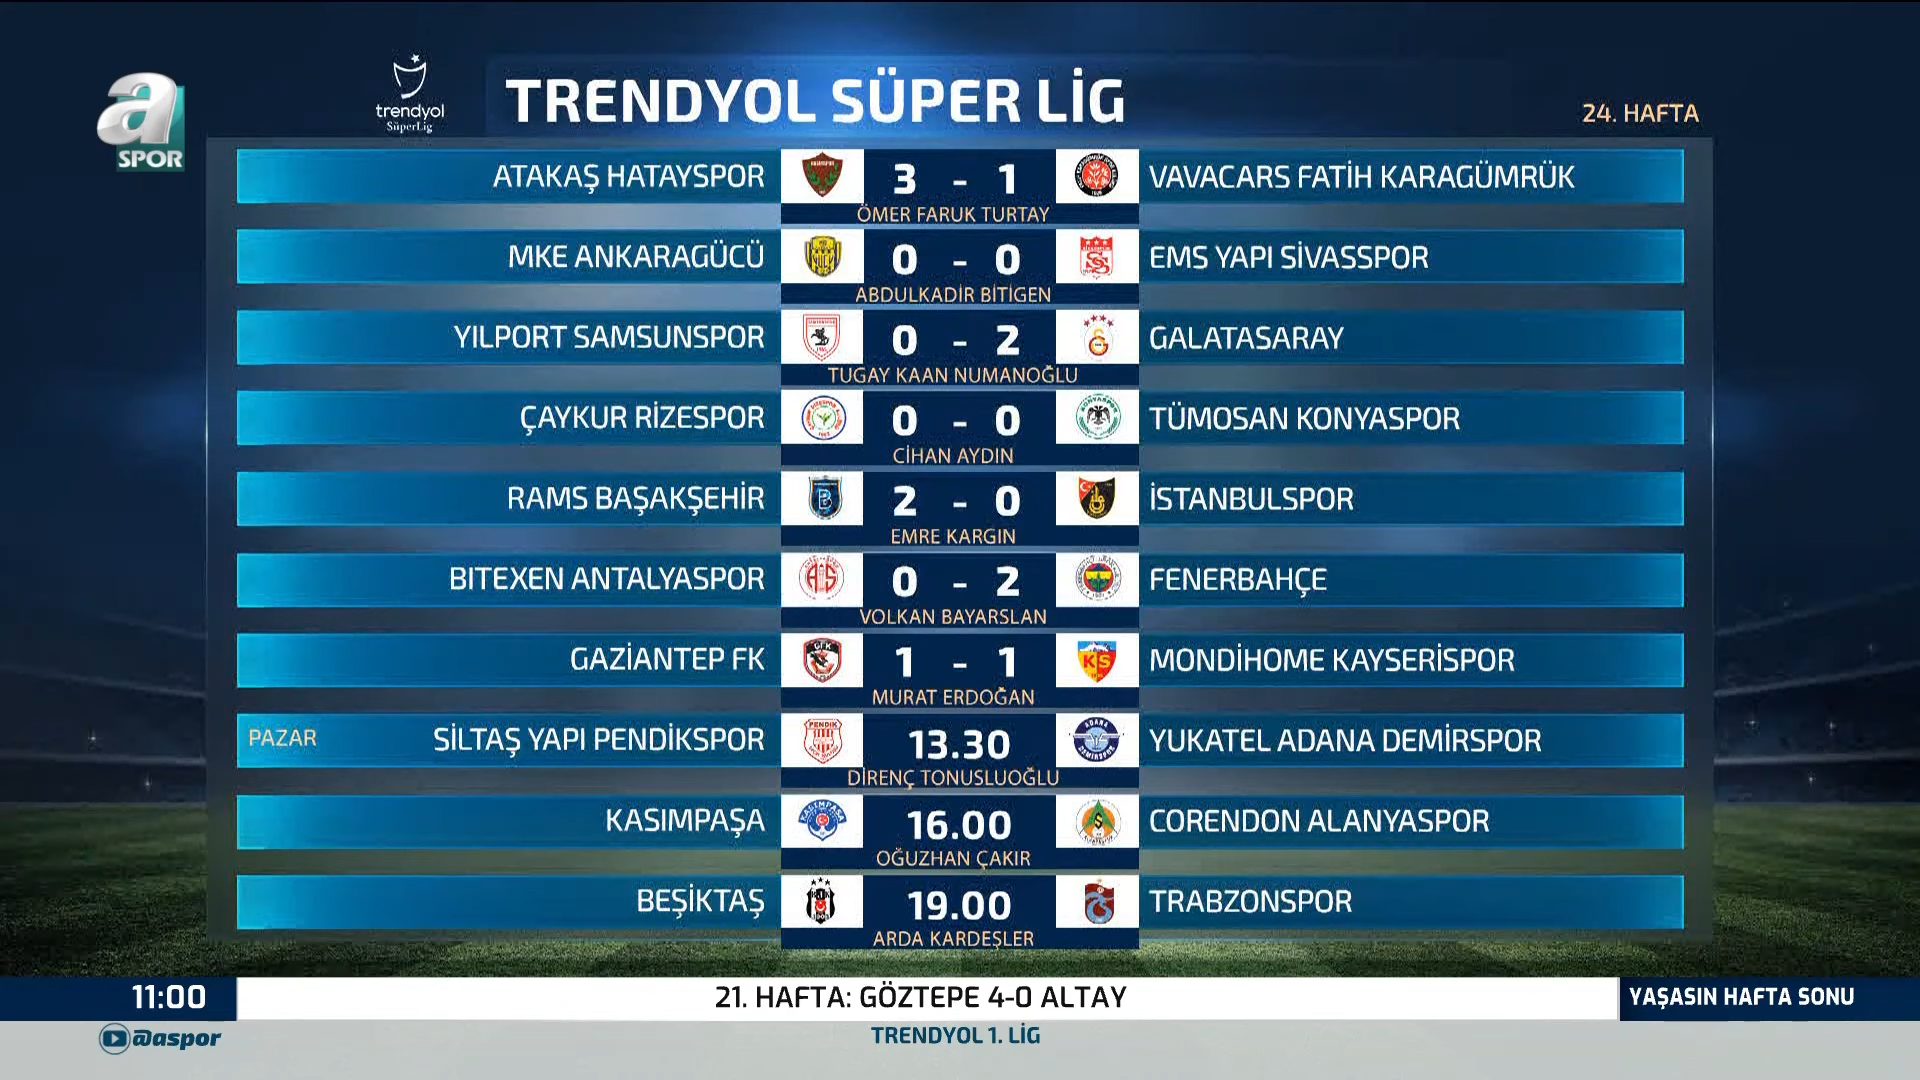 a SPOR
trendyol
SüperLig
TRENDYOL SÜPER LİG
24. HAFTA
ATAKAŞ HATAYSPOR 3 - 1 VAVACARS FATİH KARAGÜMRÜK
ÖMER FARUK TURTAY
MKE ANKARAGÜCÜ 0 - 0 EMS YAPI SİVASSPOR
ABDULKADİR BİTİGEN
YILPORT SAMSUNSPOR 0 - 2 GALATASARAY
TUGAY KAAN NUMANOĞLU
ÇAYKUR RİZESPOR 0 - 0 TÜMOSAN KONYASPOR
CİHAN AYDIN
RAMS BAŞAKŞEHİR 2 - 0 İSTANBULSPOR
EMRE KARGIN
BITEXEN ANTALYASPOR 0 - 2 FENERBAHÇE
VOLKAN BAYARSLAN
GAZİANTEP FK 1 - 1 MONDİHOME KAYSERİSPOR
MURAT ERDOĞAN
PAZAR SİLTAŞ YAPI PENDİKSPOR 13.30 YUKATEL ADANA DEMİRSPOR
DİRENÇ TONUSLUOĞLU
KASIMPAŞA 16.00 CORENDON ALANYASPOR
OĞUZHAN ÇAKIR
BEŞİKTAŞ 19.00 TRABZONSPOR
ARDA KARDEŞLER
11:00 21. HAFTA: GÖZTEPE 4-0 ALTAY YAŞASIN HAFTA SONU
@aspor TRENDYOL 1. LİG